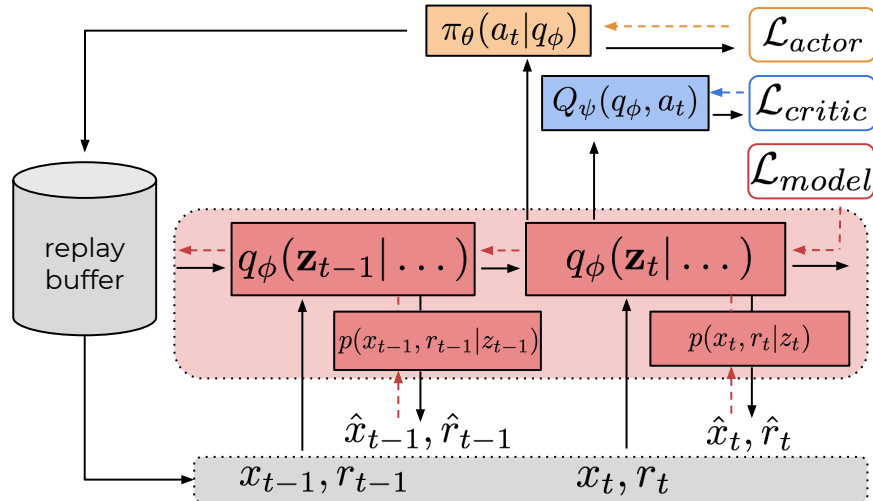 π_θ(a_t|q_ϕ)
ℒ_actor
Q_ψ(q_ϕ, a_t)
ℒ_critic
ℒ_model
replay
buffer
q_ϕ(𝐳_{t−1}| …)
q_ϕ(𝐳_t| …)
p(x_{t−1}, r_{t−1}|z_{t−1})
p(x_t, r_t|z_t)
x̂_{t−1}, r̂_{t−1}
x̂_t, r̂_t
x_{t−1}, r_{t−1}
x_t, r_t